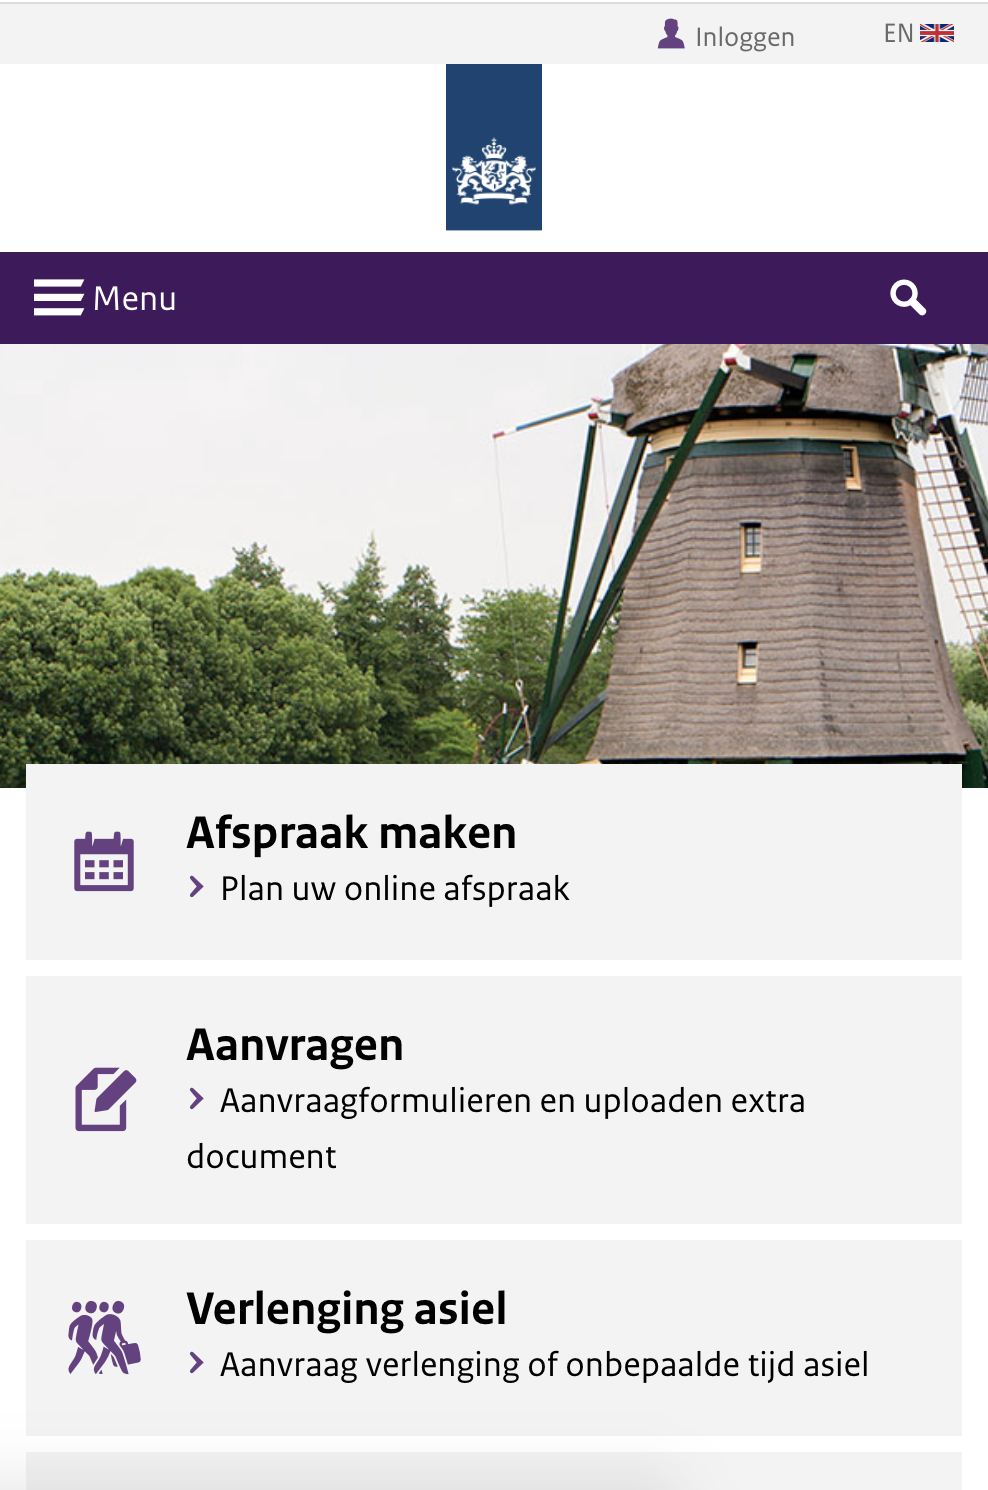 Inloggen
EN
Menu
Afspraak maken
Plan uw online afspraak
Aanvragen
Aanvraagformulieren en uploaden extra
document
Verlenging asiel
Aanvraag verlenging of onbepaalde tijd asiel